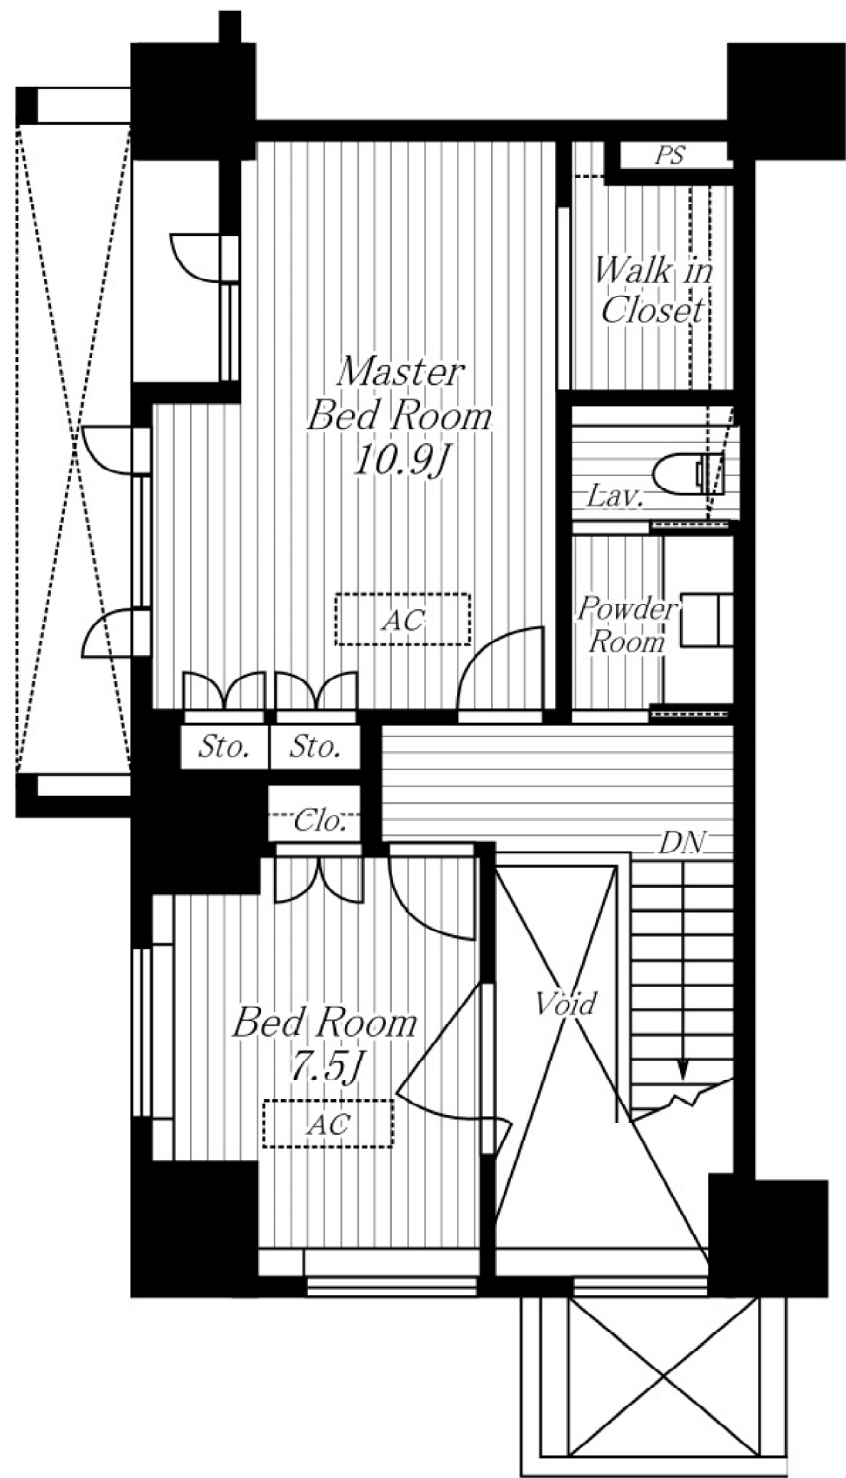 PS
Walk in
Closet
Master
Bed Room
10.9J
Lav.
AC
Powder
Room
Sto.
Sto.
Clo.
DN
Void
Bed Room
7.5J
AC